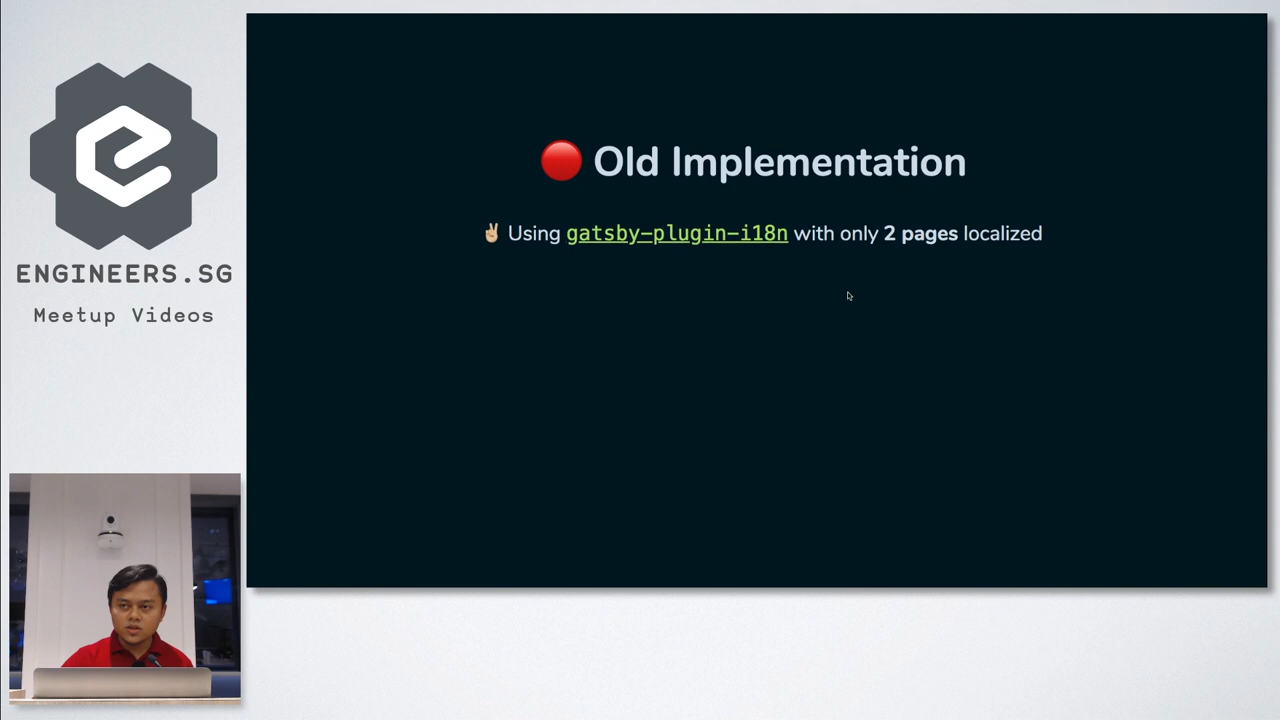 ENGINEERS.SG
Meetup Videos
🔴 Old Implementation
✌🏼 Using gatsby-plugin-i18n with only 2 pages localized